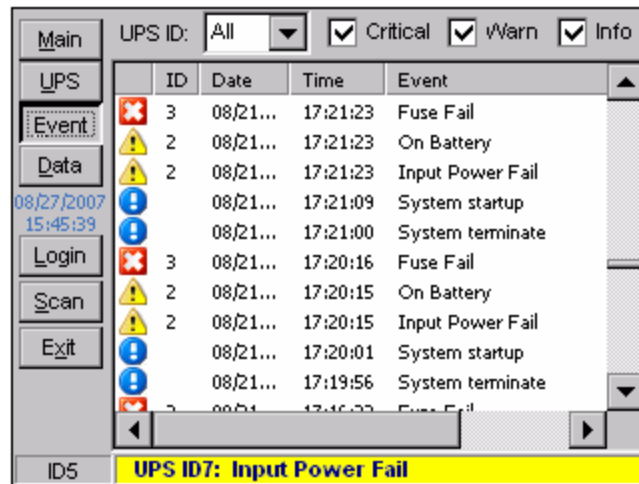 Main UPS ID: All Critical Warn Info
UPS ID Date Time Event
Event 3 08/21... 17:21:23 Fuse Fail
2 08/21... 17:21:23 On Battery
Data 2 08/21... 17:21:23 Input Power Fail
08/27/2007 08/21... 17:21:09 System startup
15:45:39 08/21... 17:21:00 System terminate
Login 3 08/21... 17:20:16 Fuse Fail
Scan 2 08/21... 17:20:15 On Battery
2 08/21... 17:20:15 Input Power Fail
Exit 08/21... 17:20:01 System startup
08/21... 17:19:56 System terminate
ID5 UPS ID7: Input Power Fail